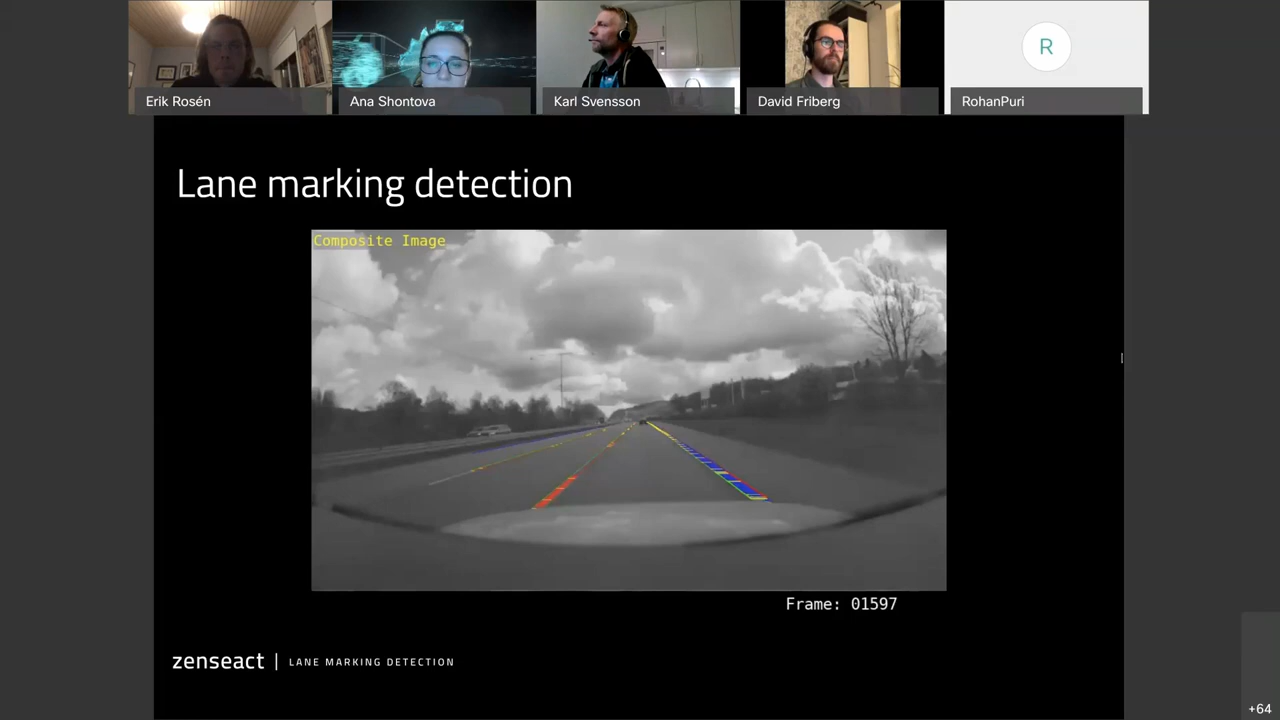 Erik Rosén
Ana Shontova
Karl Svensson
David Friberg
R
RohanPuri
Lane marking detection
Composite Image
Frame: 01597
zenseact | LANE MARKING DETECTION
+64